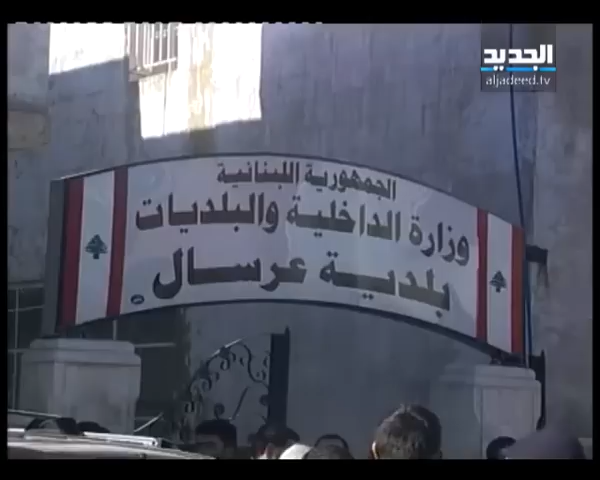 الجديد
aljadeed.tv
الجمهورية اللبنانية
وزارة الداخلية والبلديات
بلدية عرسال